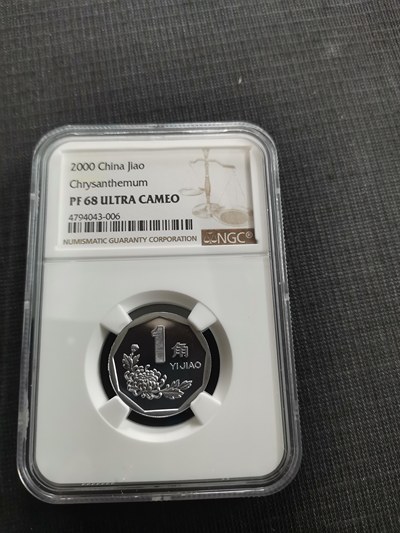 2000 China Jiao
Chrysanthemum
PF 68 ULTRA CAMEO
4794043-006
NUMISMATIC GUARANTY CORPORATION
NGC®
1 角
YI JIAO